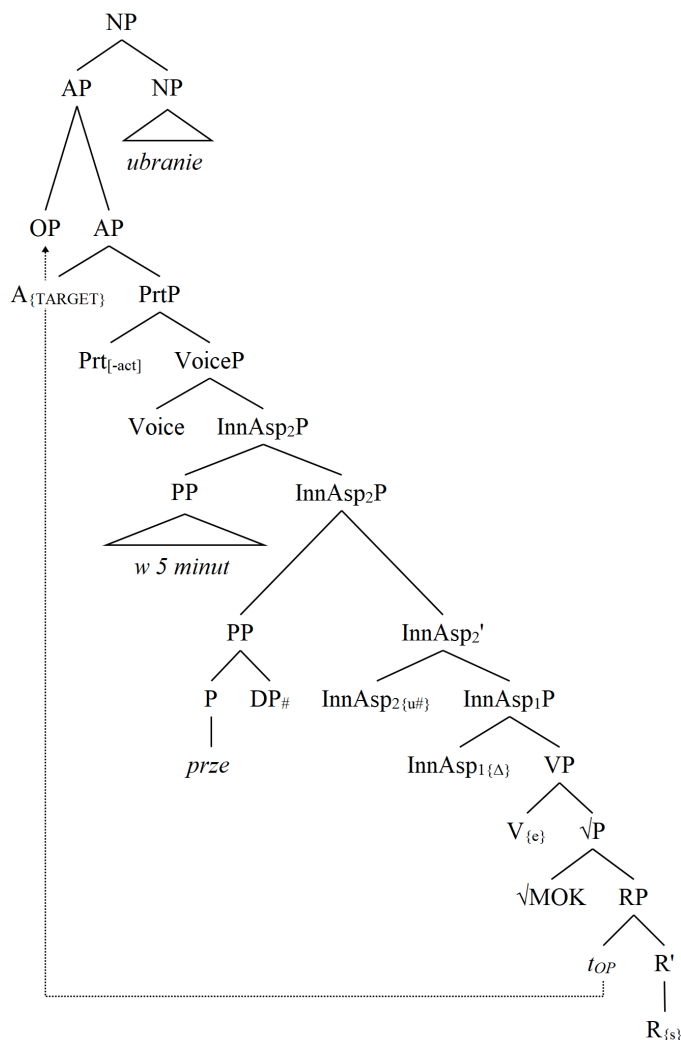 NP
AP NP
ubranie
OP AP
A{TARGET} PrtP
Prt[-act] VoiceP
Voice InnAsp₂P
PP InnAsp₂P
w 5 minut
PP InnAsp₂'
P DP# InnAsp₂{u#} InnAsp₁P
prze InnAsp₁{Δ} VP
V{e} √P
√MOK RP
tOP R'
R{s}